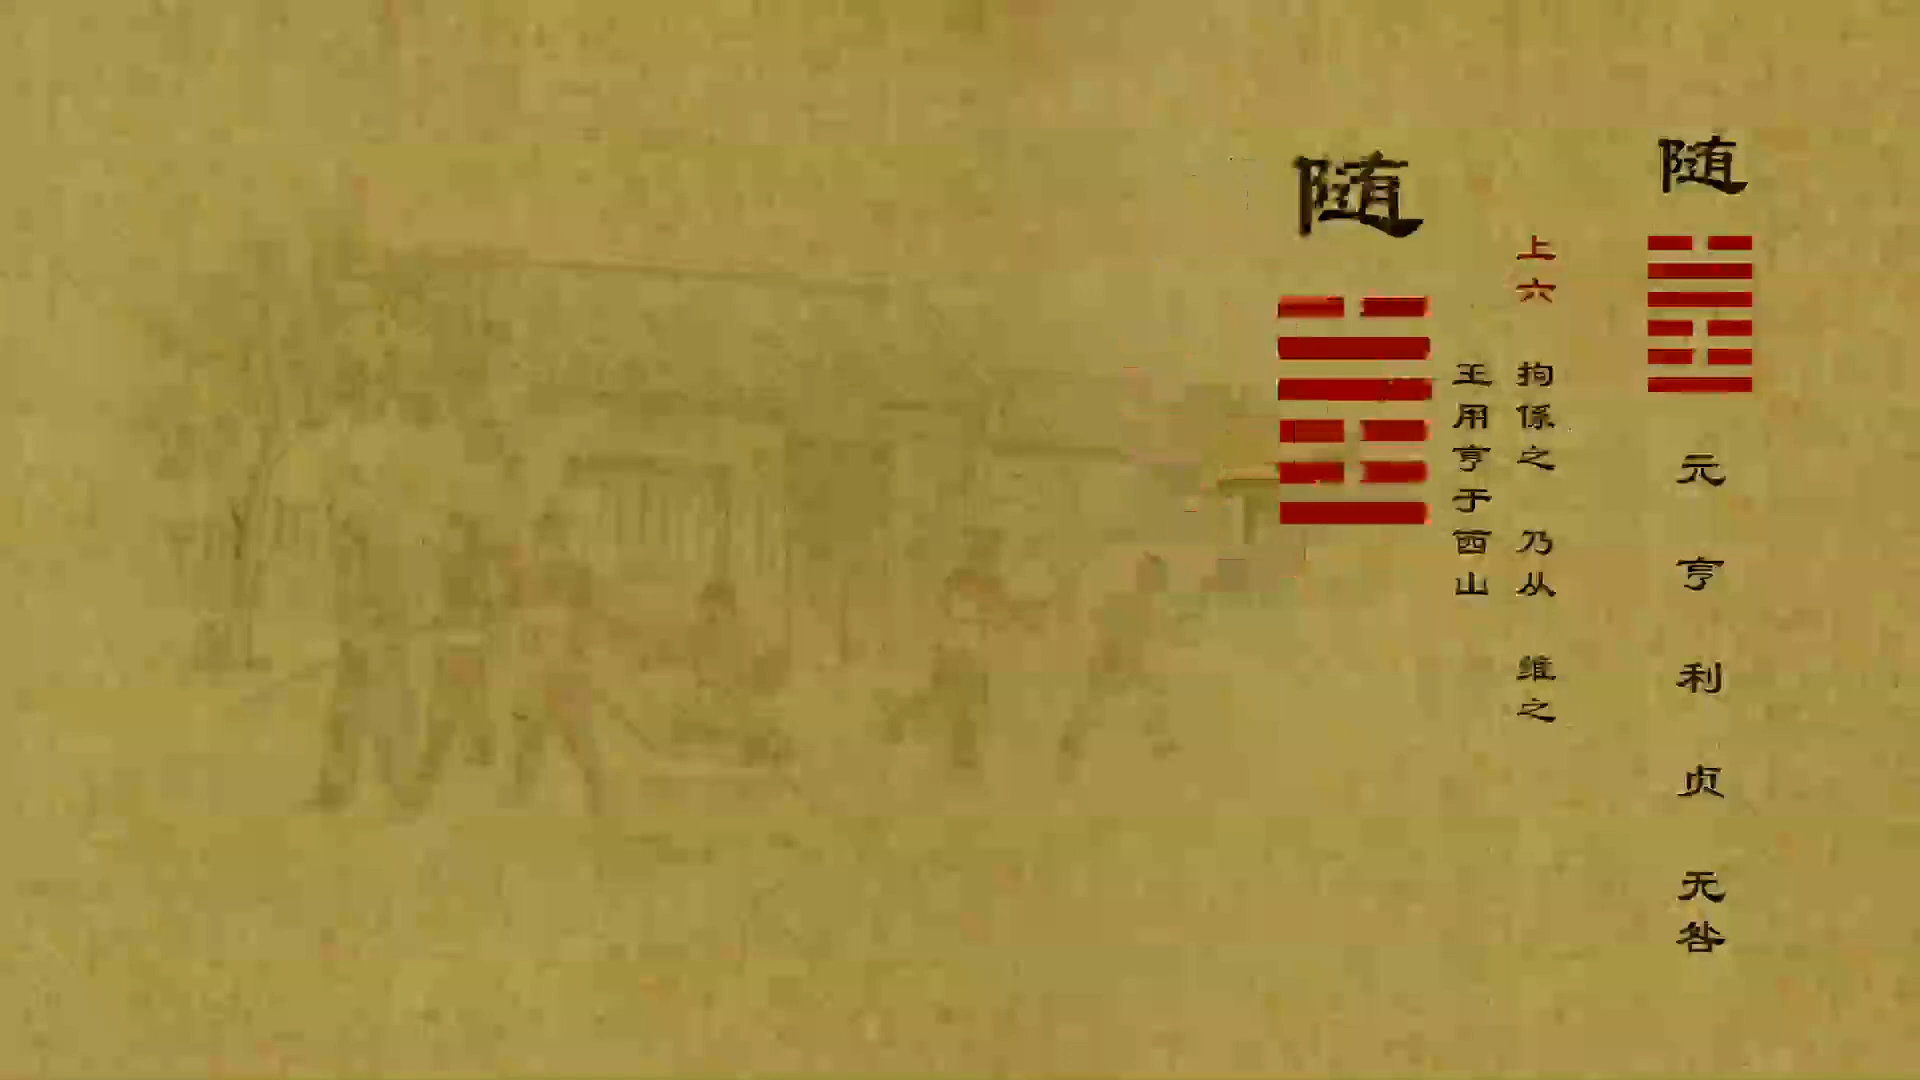 随
元 亨 利 贞 无咎
上六 拘係之 乃从 维之
王用亨于西山
随